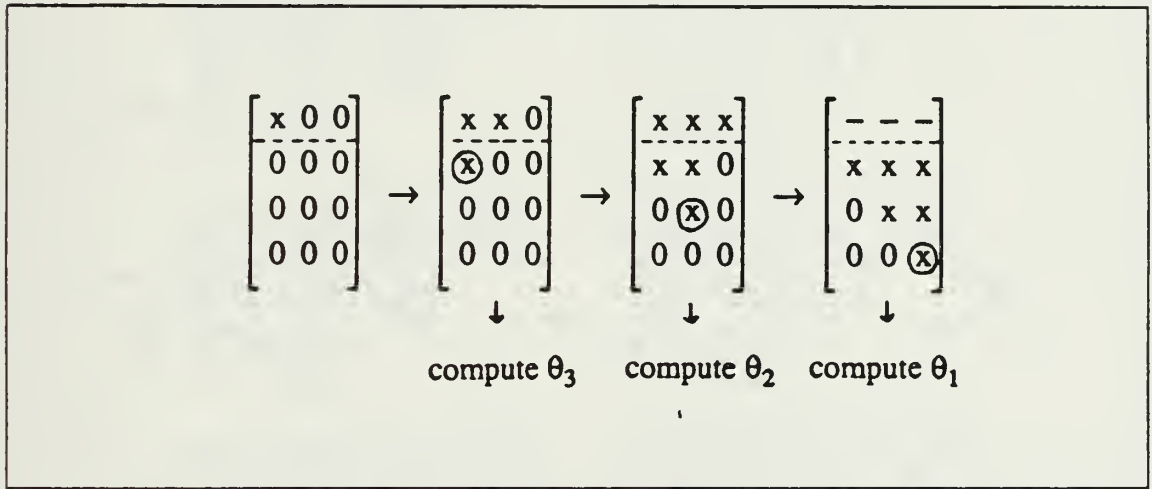 x 0 0 x x 0 x x x — — —
0 0 0 x 0 0 x x 0 x x x
0 0 0 → 0 0 0 → 0 x 0 → 0 x x
0 0 0 0 0 0 0 0 0 0 0 x
↓ ↓ ↓
compute θ3 compute θ2 compute θ1